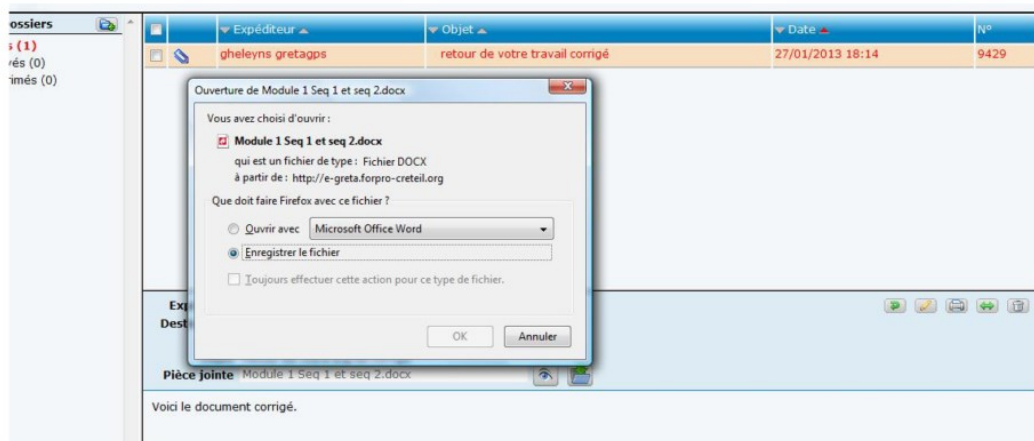 ossiers
Expéditeur Objet Date N°
s (1)
vés (0)
imés (0)
gheleyns gretagps retour de votre travail corrigé 27/01/2013 18:14 9429
Ouverture de Module 1 Seq 1 et seq 2.docx
Vous avez choisi d'ouvrir :
Module 1 Seq 1 et seq 2.docx
qui est un fichier de type : Fichier DOCX
à partir de : http://e-greta.forpro-creteil.org
Que doit faire Firefox avec ce fichier ?
Ouvrir avec Microsoft Office Word
Enregistrer le fichier
Toujours effectuer cette action pour ce type de fichier.
OK Annuler
Exp
Dest
Pièce jointe Module 1 Seq 1 et seq 2.docx
Voici le document corrigé.